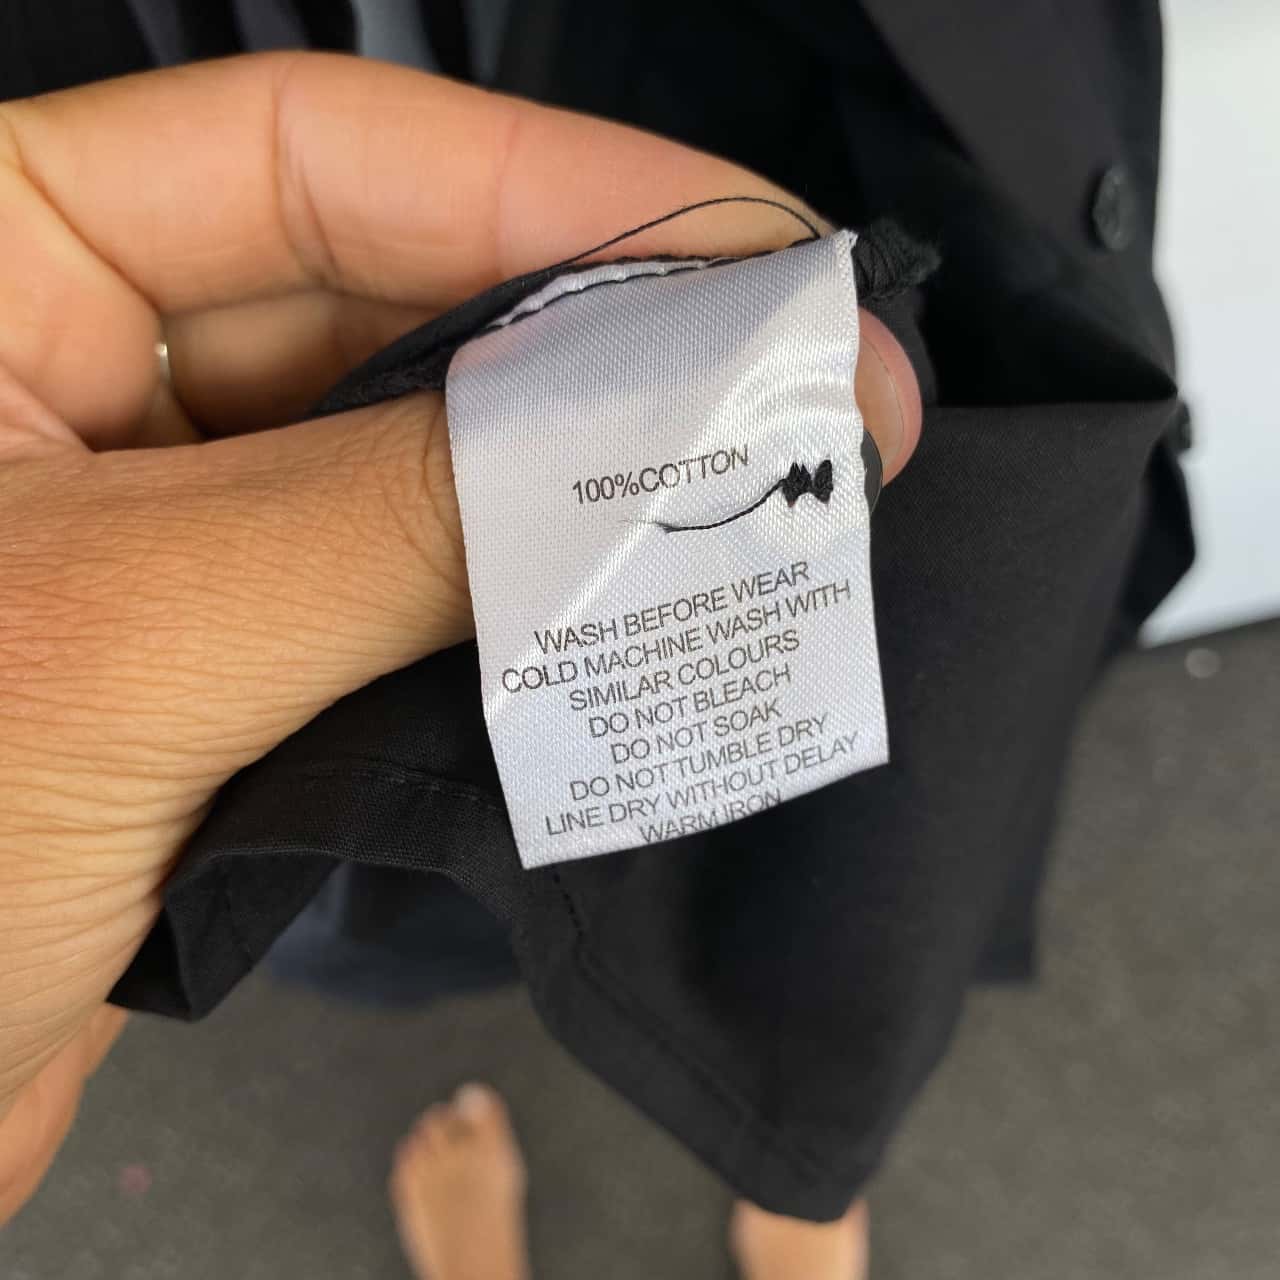 100%COTTON
WASH BEFORE WEAR
COLD MACHINE WASH WITH
SIMILAR COLOURS
DO NOT BLEACH
DO NOT SOAK
DO NOT TUMBLE DRY
LINE DRY WITHOUT DELAY
WARM IRON